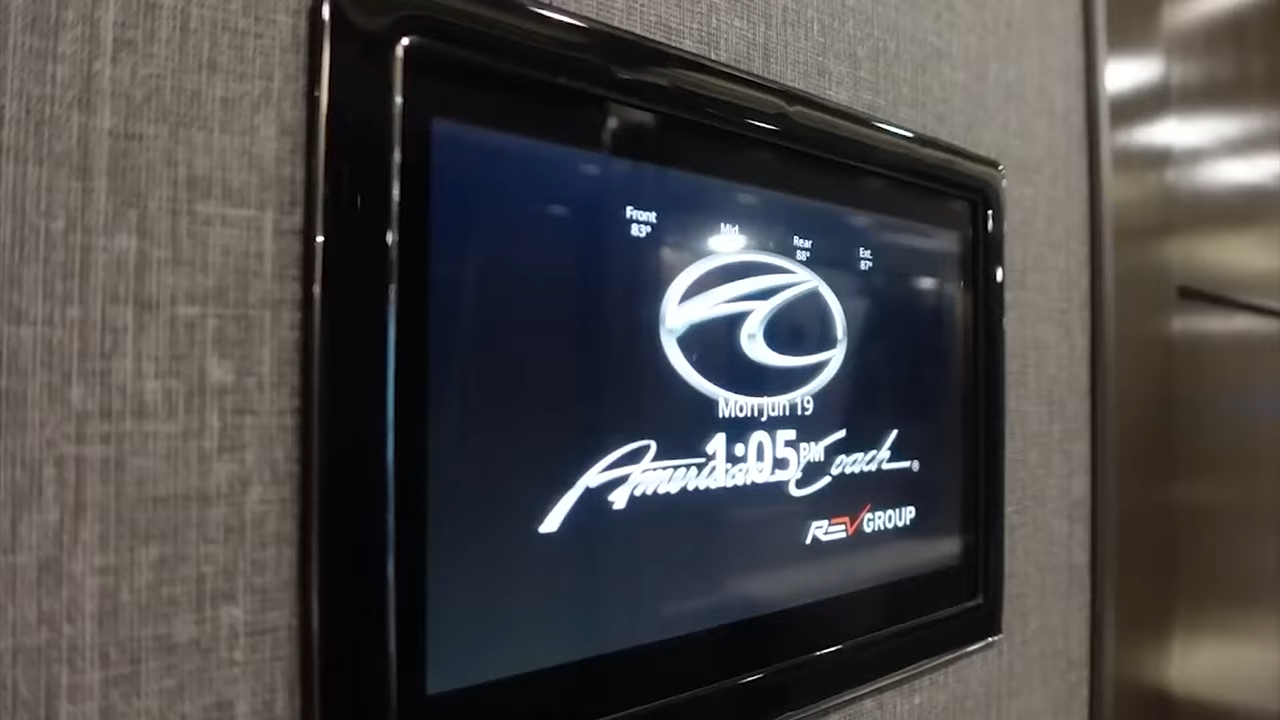 Front Mid Rear Ext.
83° 88° 87°
Mon Jun 19
1:05 PM
American Coach®
REV GROUP